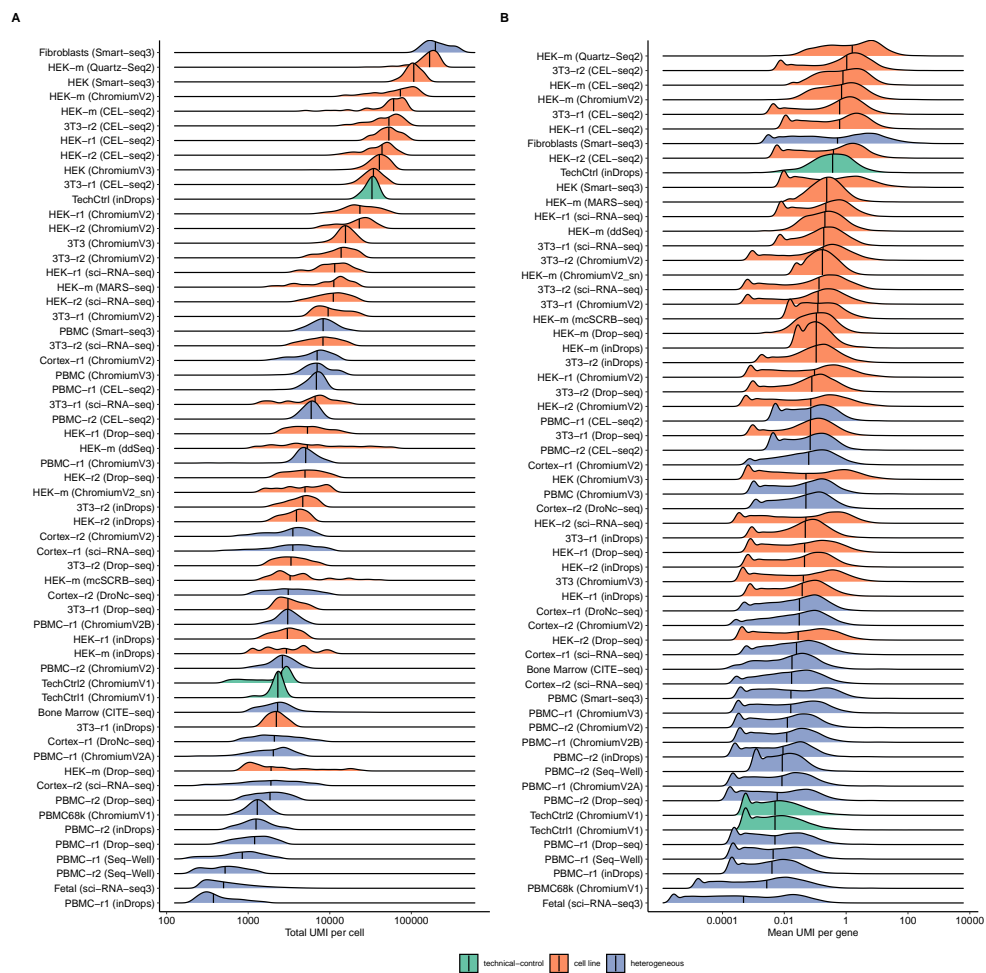 A
Fibroblasts (Smart−seq3)
HEK−m (Quartz−Seq2)
HEK (Smart−seq3)
HEK−m (ChromiumV2)
HEK−m (CEL−seq2)
3T3−r2 (CEL−seq2)
HEK−r1 (CEL−seq2)
HEK−r2 (CEL−seq2)
HEK (ChromiumV3)
3T3−r1 (CEL−seq2)
TechCtrl (inDrops)
HEK−r1 (ChromiumV2)
HEK−r2 (ChromiumV2)
3T3 (ChromiumV3)
3T3−r2 (ChromiumV2)
HEK−r1 (sci−RNA−seq)
HEK−m (MARS−seq)
HEK−r2 (sci−RNA−seq)
3T3−r1 (ChromiumV2)
PBMC (Smart−seq3)
3T3−r2 (sci−RNA−seq)
Cortex−r1 (ChromiumV2)
PBMC (ChromiumV3)
PBMC−r1 (CEL−seq2)
3T3−r1 (sci−RNA−seq)
PBMC−r2 (CEL−seq2)
HEK−r1 (Drop−seq)
HEK−m (ddSeq)
PBMC−r1 (ChromiumV3)
HEK−r2 (Drop−seq)
HEK−m (ChromiumV2_sn)
3T3−r2 (inDrops)
HEK−r2 (inDrops)
Cortex−r2 (ChromiumV2)
Cortex−r1 (sci−RNA−seq)
3T3−r2 (Drop−seq)
HEK−m (mcSCRB−seq)
Cortex−r2 (DroNc−seq)
3T3−r1 (Drop−seq)
PBMC−r1 (ChromiumV2B)
HEK−r1 (inDrops)
HEK−m (inDrops)
PBMC−r2 (ChromiumV2)
TechCtrl2 (ChromiumV1)
TechCtrl1 (ChromiumV1)
Bone Marrow (CITE−seq)
3T3−r1 (inDrops)
Cortex−r1 (DroNc−seq)
PBMC−r1 (ChromiumV2A)
HEK−m (Drop−seq)
Cortex−r2 (sci−RNA−seq)
PBMC−r2 (Drop−seq)
PBMC68k (ChromiumV1)
PBMC−r2 (inDrops)
PBMC−r1 (Drop−seq)
PBMC−r1 (Seq−Well)
PBMC−r2 (Seq−Well)
Fetal (sci−RNA−seq3)
PBMC−r1 (inDrops)
100 1000 10000 100000
Total UMI per cell
B
HEK−m (Quartz−Seq2)
3T3−r2 (CEL−seq2)
HEK−m (CEL−seq2)
HEK−m (ChromiumV2)
3T3−r1 (CEL−seq2)
HEK−r1 (CEL−seq2)
Fibroblasts (Smart−seq3)
HEK−r2 (CEL−seq2)
TechCtrl (inDrops)
HEK (Smart−seq3)
HEK−m (MARS−seq)
HEK−r1 (sci−RNA−seq)
HEK−m (ddSeq)
3T3−r1 (sci−RNA−seq)
3T3−r2 (ChromiumV2)
HEK−m (ChromiumV2_sn)
3T3−r2 (sci−RNA−seq)
3T3−r1 (ChromiumV2)
HEK−m (mcSCRB−seq)
HEK−m (Drop−seq)
HEK−m (inDrops)
3T3−r2 (inDrops)
HEK−r1 (ChromiumV2)
3T3−r2 (Drop−seq)
HEK−r2 (ChromiumV2)
PBMC−r1 (CEL−seq2)
3T3−r1 (Drop−seq)
PBMC−r2 (CEL−seq2)
Cortex−r1 (ChromiumV2)
HEK (ChromiumV3)
PBMC (ChromiumV3)
Cortex−r2 (DroNc−seq)
HEK−r2 (sci−RNA−seq)
3T3−r1 (inDrops)
HEK−r1 (Drop−seq)
HEK−r2 (inDrops)
3T3 (ChromiumV3)
HEK−r1 (inDrops)
Cortex−r1 (DroNc−seq)
Cortex−r2 (ChromiumV2)
HEK−r2 (Drop−seq)
Cortex−r1 (sci−RNA−seq)
Bone Marrow (CITE−seq)
Cortex−r2 (sci−RNA−seq)
PBMC (Smart−seq3)
PBMC−r1 (ChromiumV3)
PBMC−r2 (ChromiumV2)
PBMC−r1 (ChromiumV2B)
PBMC−r2 (inDrops)
PBMC−r2 (Seq−Well)
PBMC−r1 (ChromiumV2A)
PBMC−r2 (Drop−seq)
TechCtrl2 (ChromiumV1)
TechCtrl1 (ChromiumV1)
PBMC−r1 (Drop−seq)
PBMC−r1 (Seq−Well)
PBMC−r1 (inDrops)
PBMC68k (ChromiumV1)
Fetal (sci−RNA−seq3)
0.0001 0.01 1 100 10000
Mean UMI per gene
technical−control cell line heterogeneous